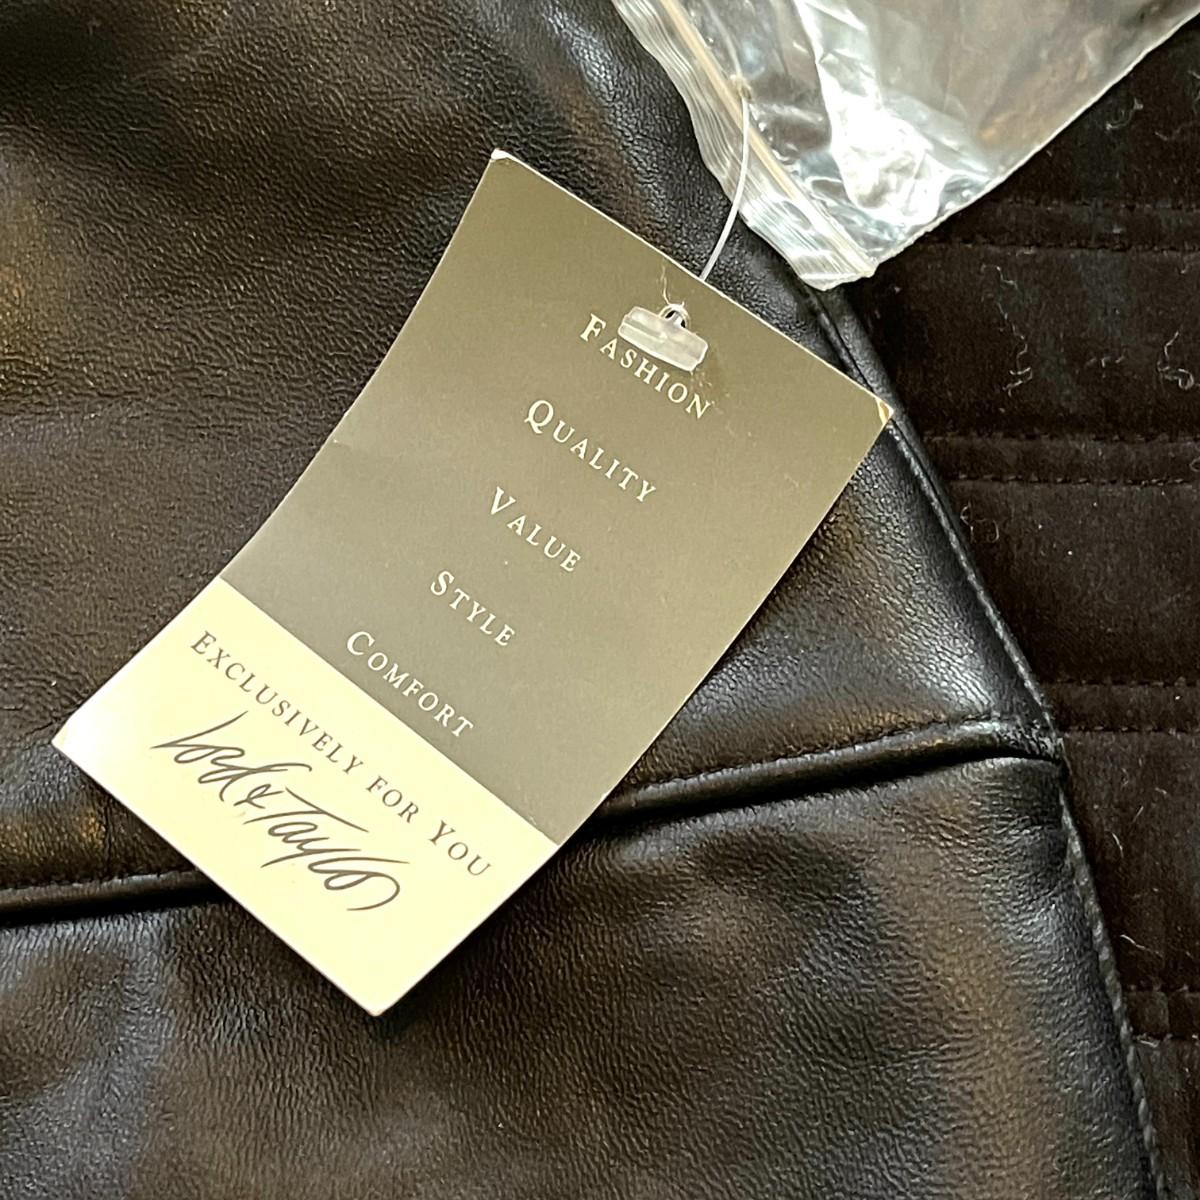 FASHION
QUALITY
VALUE
STYLE
COMFORT
EXCLUSIVELY FOR YOU
Lord & Taylor